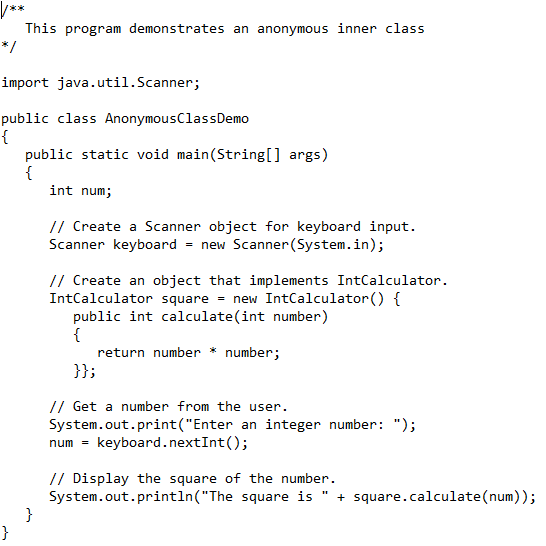 /**
   This program demonstrates an anonymous inner class
*/

import java.util.Scanner;

public class AnonymousClassDemo
{
   public static void main(String[] args)
   {
      int num;

      // Create a Scanner object for keyboard input.
      Scanner keyboard = new Scanner(System.in);

      // Create an object that implements IntCalculator.
      IntCalculator square = new IntCalculator() {
         public int calculate(int number)
         {
            return number * number;
         }};

      // Get a number from the user.
      System.out.print("Enter an integer number: ");
      num = keyboard.nextInt();

      // Display the square of the number.
      System.out.println("The square is " + square.calculate(num));
   }
}